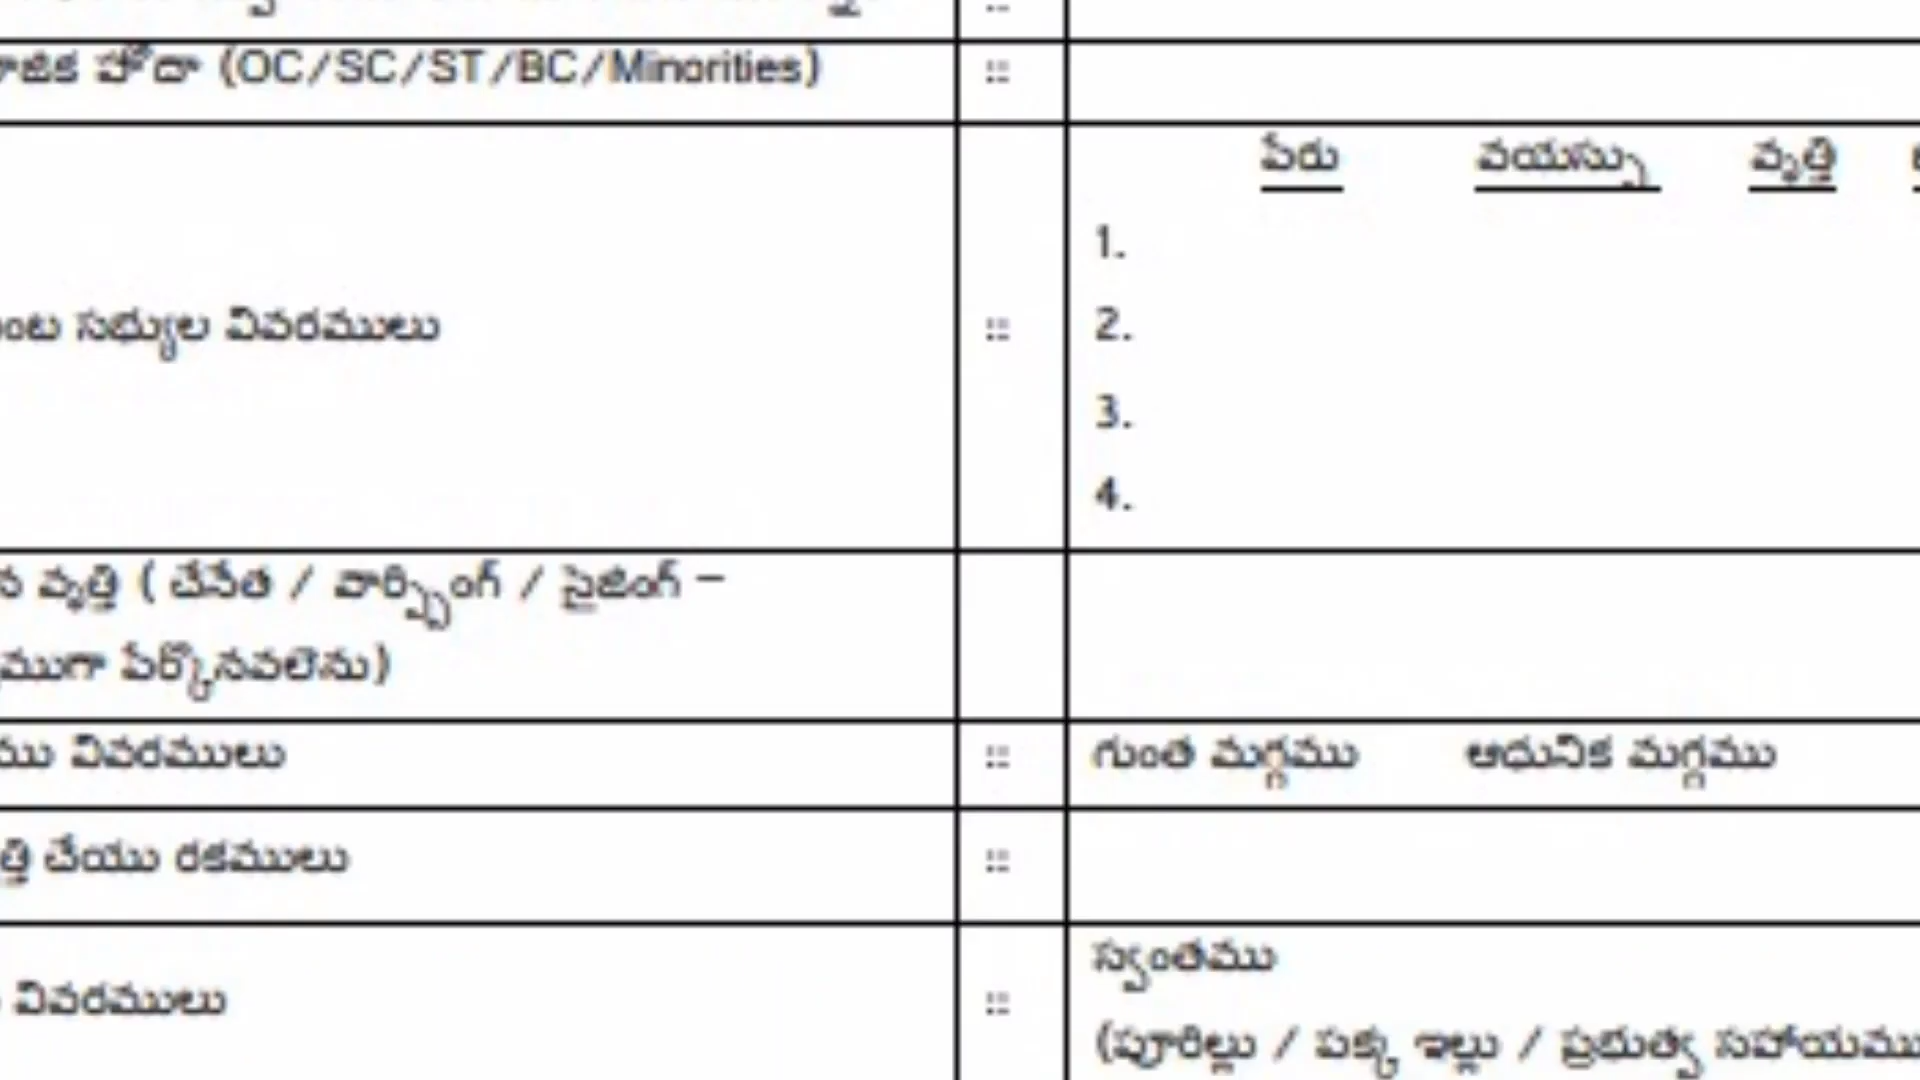 హోదా (OC/SC/ST/BC/Minorities) ::
పేరు వయస్సు వృత్తి
1.
సభ్యుల వివరములు ::
2.
3.
4.
వృత్తి ( చేనేత / వార్ప్పింగ్ / సైజింగ్ –
పేర్కొనవలెను)
వివరములు :: గుంత మగ్గము ఆధునిక మగ్గము
చేయు రకములు ::
స్వంతము
వివరములు ::
(పూరిల్లు / పక్క ఇల్లు / ప్రభుత్వ సహాయము